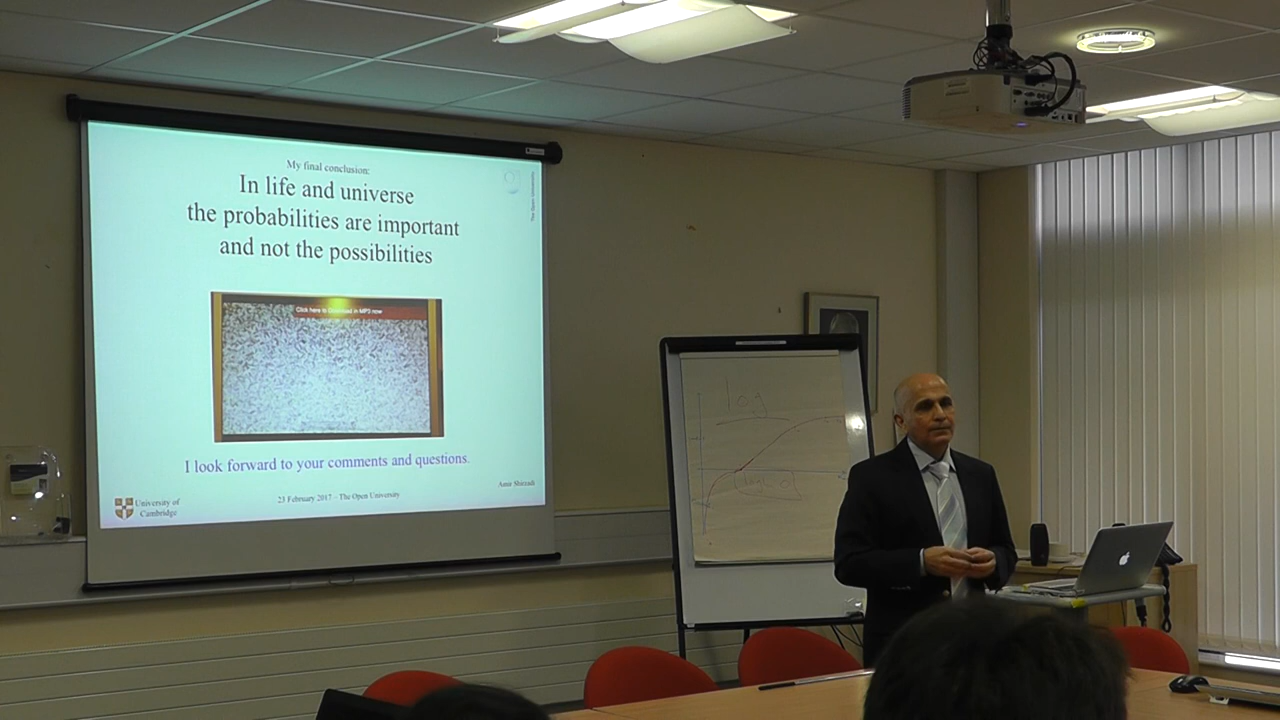 My final conclusion:
In life and universe
the probabilities are important
and not the possibilities
The Open University
Click here to Download in MP3 now
I look forward to your comments and questions.
University of
Cambridge
23 February 2017 – The Open University
Amir Shirzadi
log